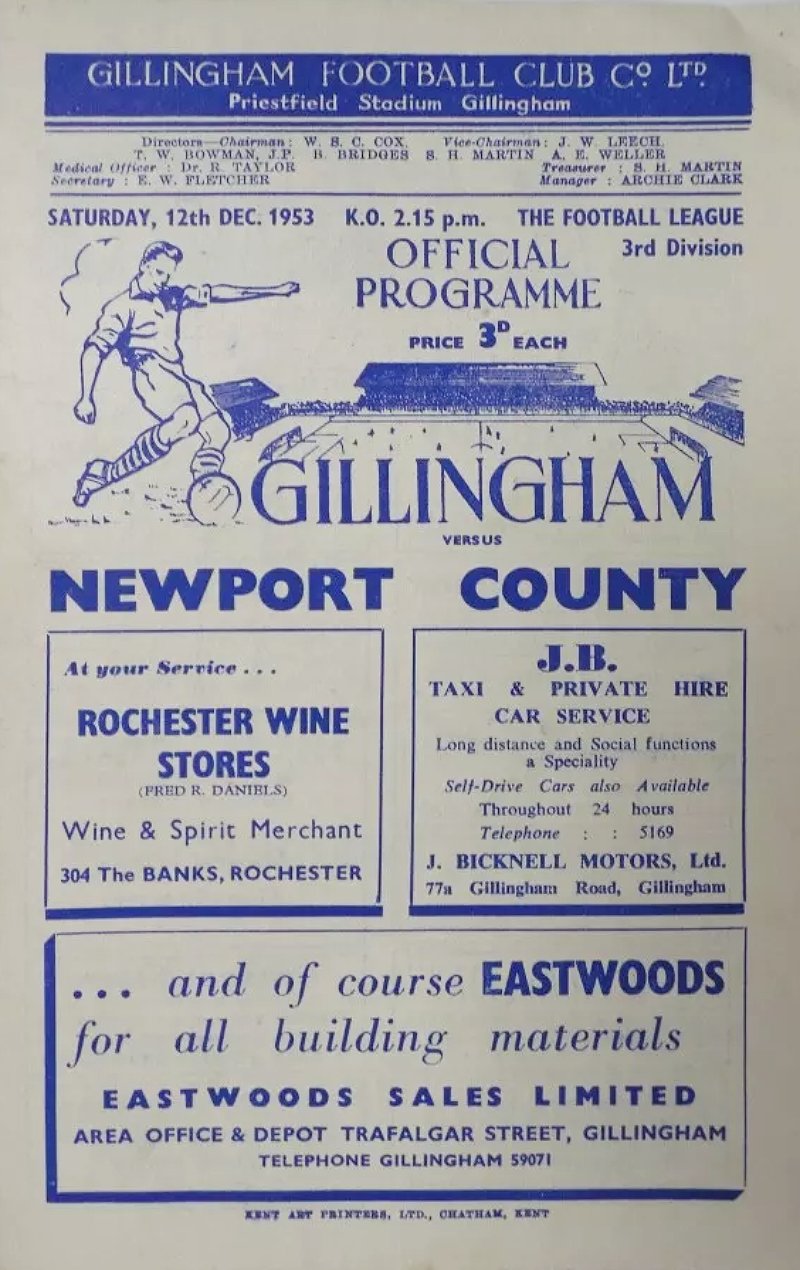 GILLINGHAM FOOTBALL CLUB Cº LTD.
Priestfield Stadium Gillingham
Directors—Chairman: W. S. C. COX. Vice-Chairman: J. W. LEECH.
T. W. BOWMAN, J.P. B. BRIDGES S. H. MARTIN A. E. WELLER
Medical Officer : Dr. R. TAYLOR Treasurer : S. H. MARTIN
Secretary : E. W. FLETCHER Manager : ARCHIE CLARK
SATURDAY, 12th DEC. 1953 K.O. 2.15 p.m. THE FOOTBALL LEAGUE
3rd Division
OFFICIAL
PROGRAMME
PRICE 3D EACH
GILLINGHAM
VERSUS
NEWPORT COUNTY
At your Service . . .
ROCHESTER WINE
STORES
(FRED R. DANIELS)
Wine & Spirit Merchant
304 The BANKS, ROCHESTER
J.B.
TAXI & PRIVATE HIRE
CAR SERVICE
Long distance and Social functions
a Speciality
Self-Drive Cars also Available
Throughout 24 hours
Telephone : : 5169
J. BICKNELL MOTORS, Ltd.
77a Gillingham Road, Gillingham
. . . and of course EASTWOODS
for all building materials
EASTWOODS SALES LIMITED
AREA OFFICE & DEPOT TRAFALGAR STREET, GILLINGHAM
TELEPHONE GILLINGHAM 59071
KENT ART PRINTERS, LTD., CHATHAM, KENT